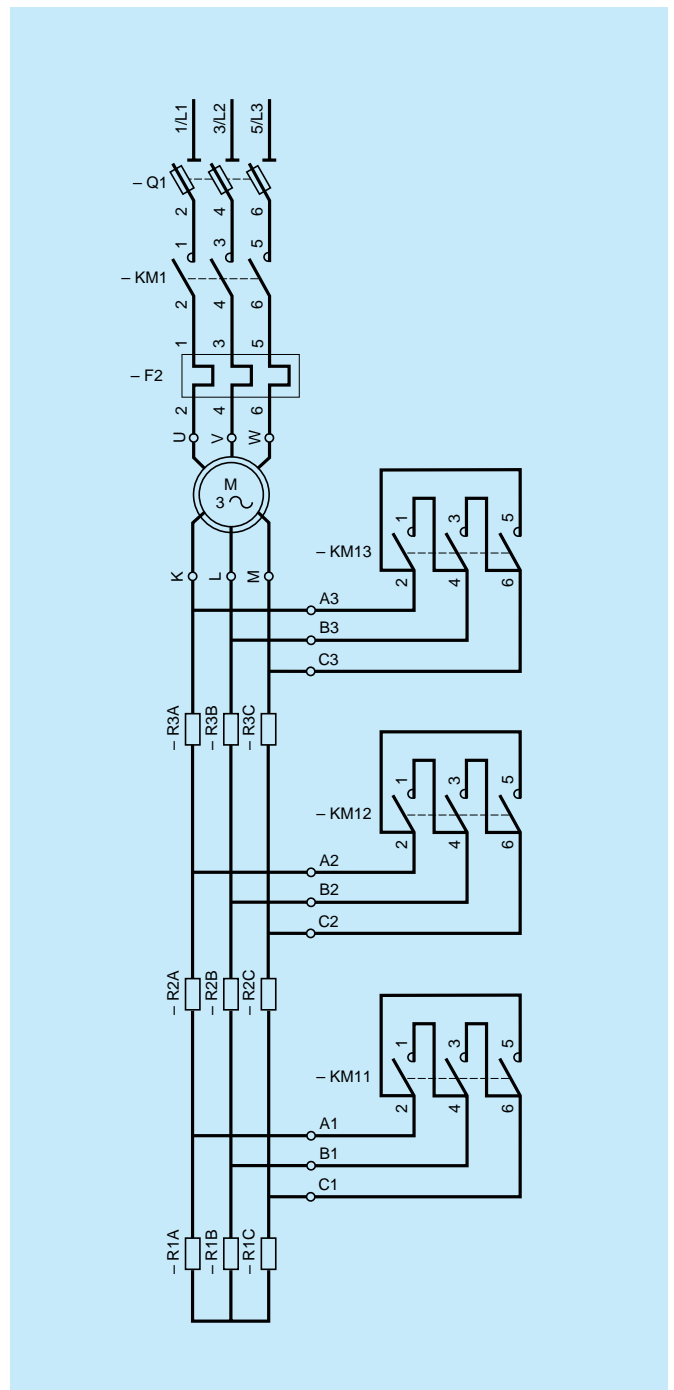 1/L1 3/L2 5/L3
– Q1
2 4 6
1 3 5
– KM1
2 4 6
1 3 5
– F2
2 4 6
U V W
M
3
K L M
– KM13
1 3 5
2 4 6
A3
B3
C3
– R3A – R3B – R3C
– KM12
1 3 5
2 4 6
A2
B2
C2
– R2A – R2B – R2C
– KM11
1 3 5
2 4 6
A1
B1
C1
– R1A – R1B – R1C